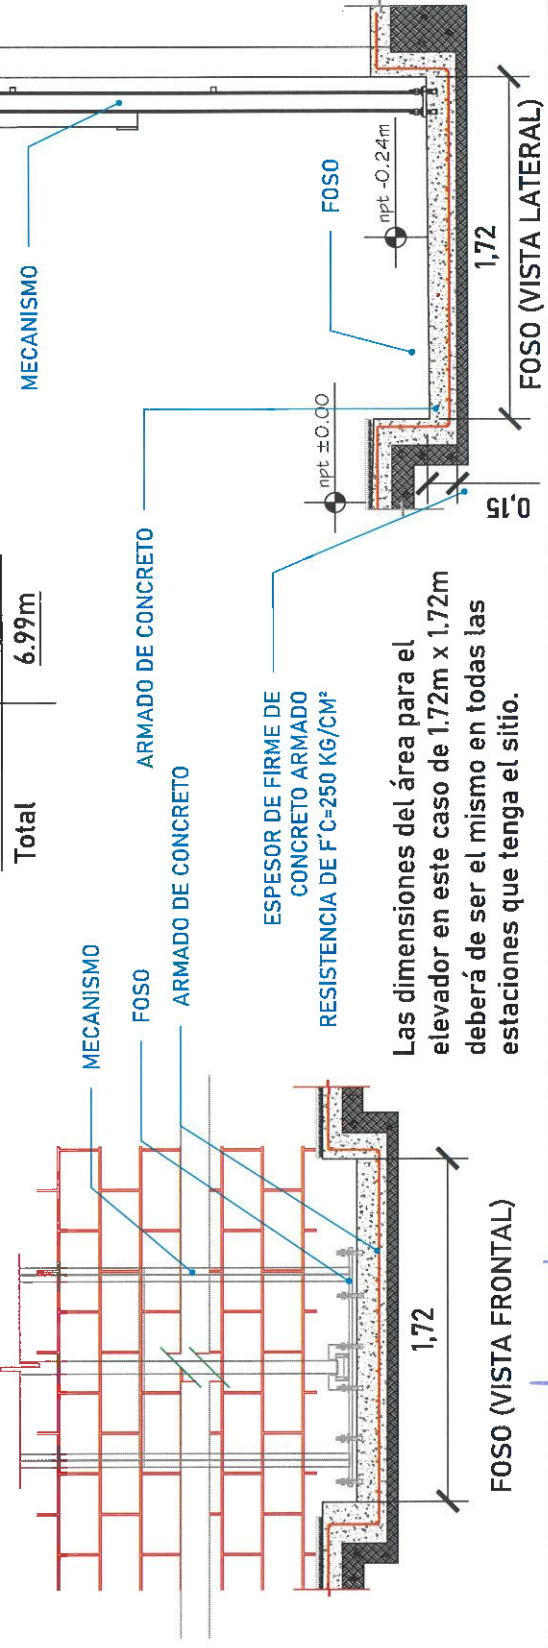 Total
6.99m
MECANISMO
FOSO
ARMADO DE CONCRETO
1,72
FOSO (VISTA FRONTAL)
MECANISMO
ARMADO DE CONCRETO
FOSO
npt ±0.00
npt -0.24m
ESPESOR DE FIRME DE
CONCRETO ARMADO
RESISTENCIA DE F´C=250 KG/CM²
0,15
1,72
FOSO (VISTA LATERAL)
Las dimensiones del área para el
elevador en este caso de 1.72m x 1.72m
deberá de ser el mismo en todas las
estaciones que tenga el sitio.